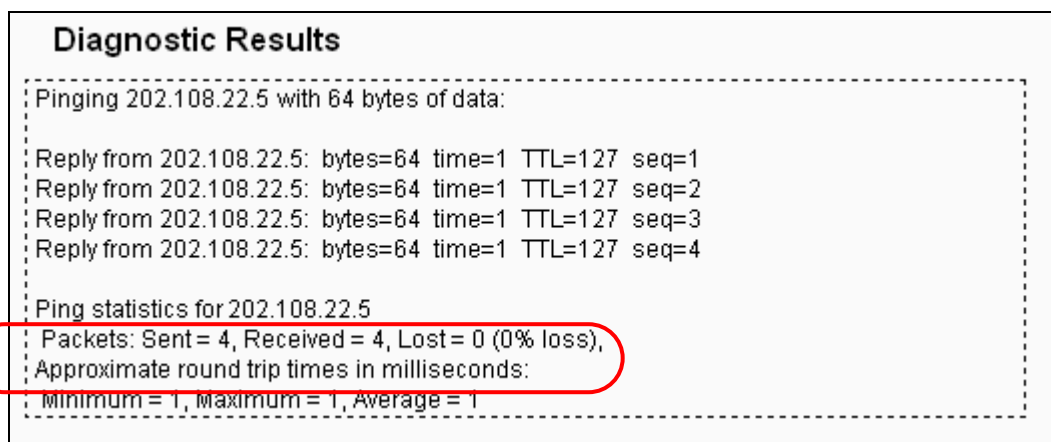 Diagnostic Results
Pinging 202.108.22.5 with 64 bytes of data:
Reply from 202.108.22.5: bytes=64 time=1 TTL=127 seq=1
Reply from 202.108.22.5: bytes=64 time=1 TTL=127 seq=2
Reply from 202.108.22.5: bytes=64 time=1 TTL=127 seq=3
Reply from 202.108.22.5: bytes=64 time=1 TTL=127 seq=4
Ping statistics for 202.108.22.5
Packets: Sent = 4, Received = 4, Lost = 0 (0% loss),
Approximate round trip times in milliseconds:
Minimum = 1, Maximum = 1, Average = 1